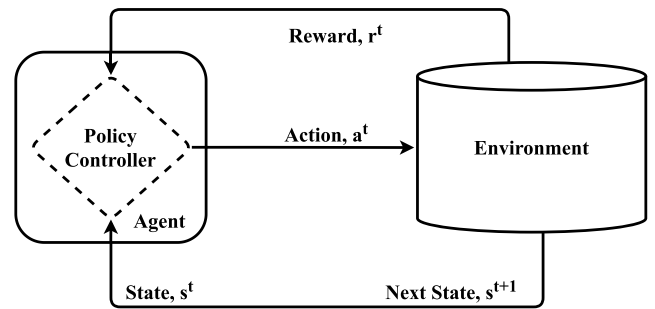 Reward, r^t
Policy
Controller
Action, a^t
Environment
Agent
State, s^t
Next State, s^t+1